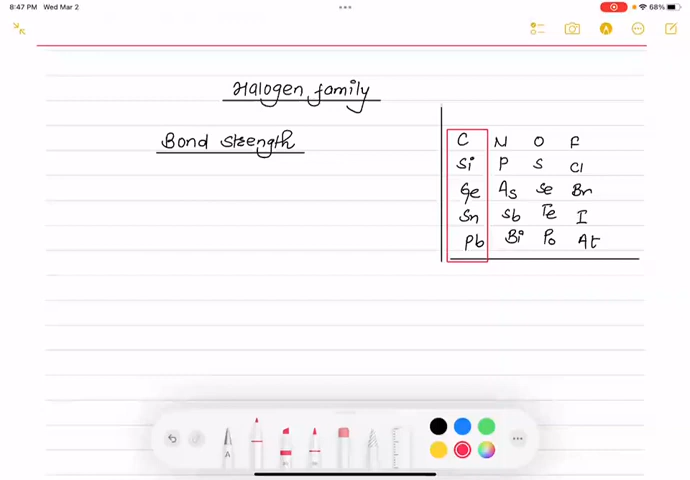 8:47 PM Wed Mar 2
68%
Halogen family
Bond strength
C N O F
Si P S Cl
Ge As Se Br
Sn Sb Te I
Pb Bi Po At
A